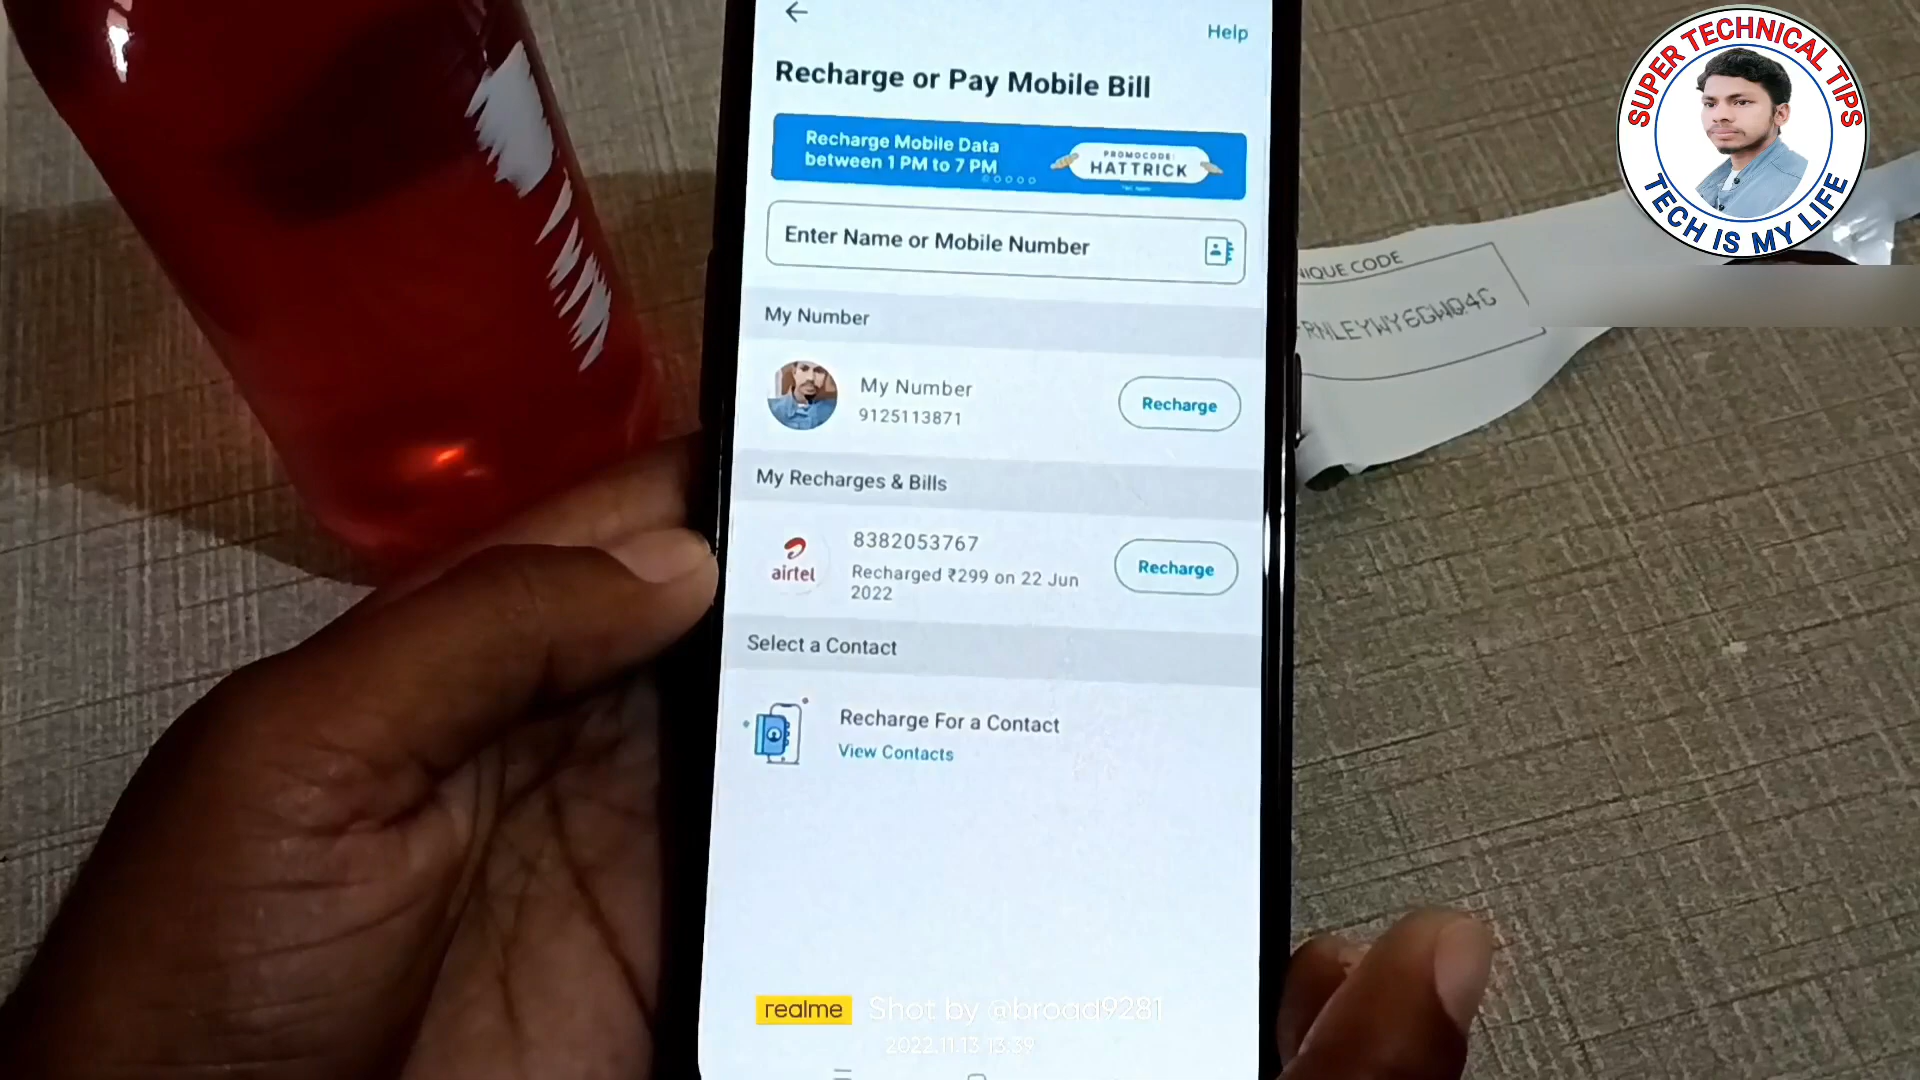 Help
Recharge or Pay Mobile Bill
Recharge Mobile Data
between 1 PM to 7 PM
PROMOCODE:
HATTRICK
Enter Name or Mobile Number
My Number
My Number
9125113871
Recharge
My Recharges & Bills
airtel
8382053767
Recharged ₹299 on 22 Jun
2022
Recharge
Select a Contact
Recharge For a Contact
View Contacts
realme
Shot by @broad9281
2022.11.13 13:39
SUPER TECHNICAL TIPS
TECH IS MY LIFE
CODE